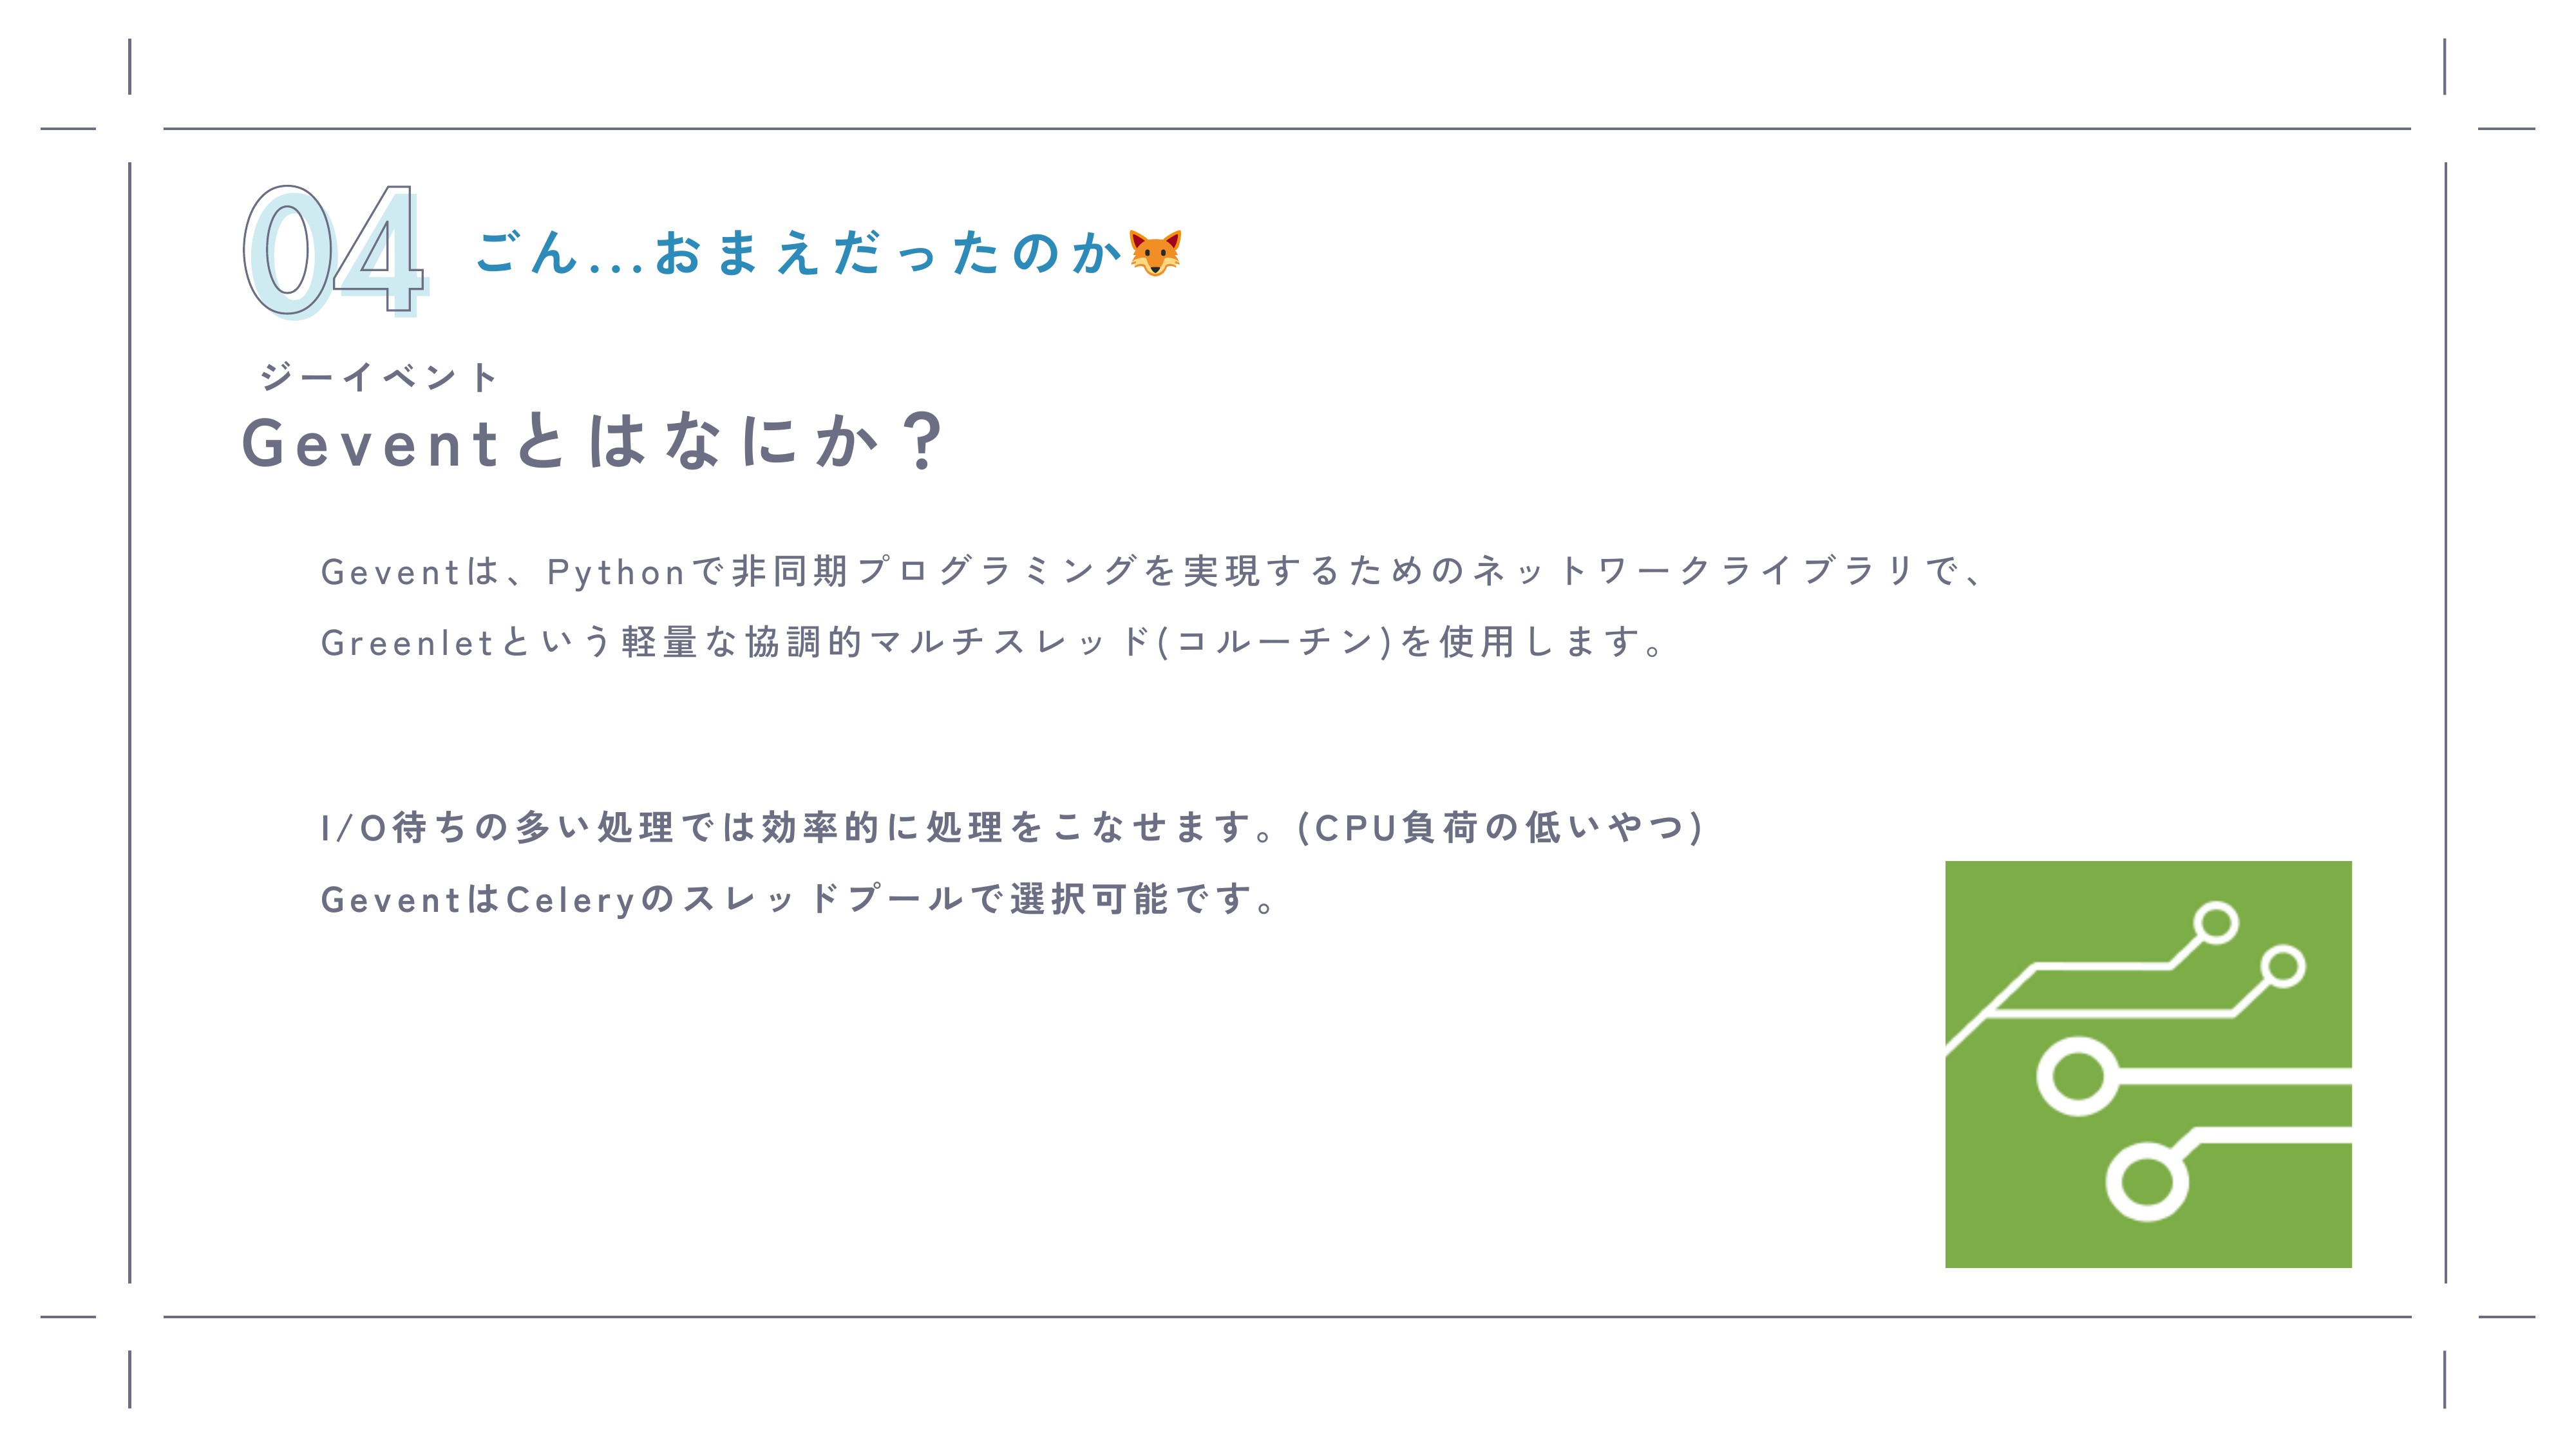 04
ごん...おまえだったのか🦊
ジーイベント
Geventとはなにか？
Geventは、Pythonで非同期プログラミングを実現するためのネットワークライブラリで、
Greenletという軽量な協調的マルチスレッド(コルーチン)を使用します。
I/O待ちの多い処理では効率的に処理をこなせます。(CPU負荷の低いやつ)
GeventはCeleryのスレッドプールで選択可能です。